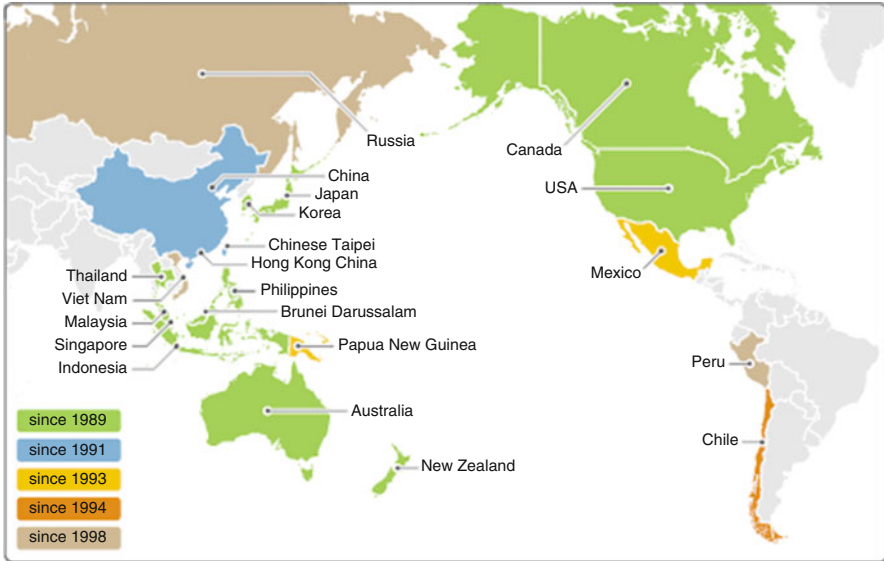 Russia
Canada
China
USA
Japan
Korea
Chinese Taipei
Hong Kong China
Mexico
Thailand
Philippines
Viet Nam
Brunei Darussalam
Malaysia
Singapore
Papua New Guinea
Indonesia
Peru
Australia
since 1989
Chile
since 1991
New Zealand
since 1993
since 1994
since 1998